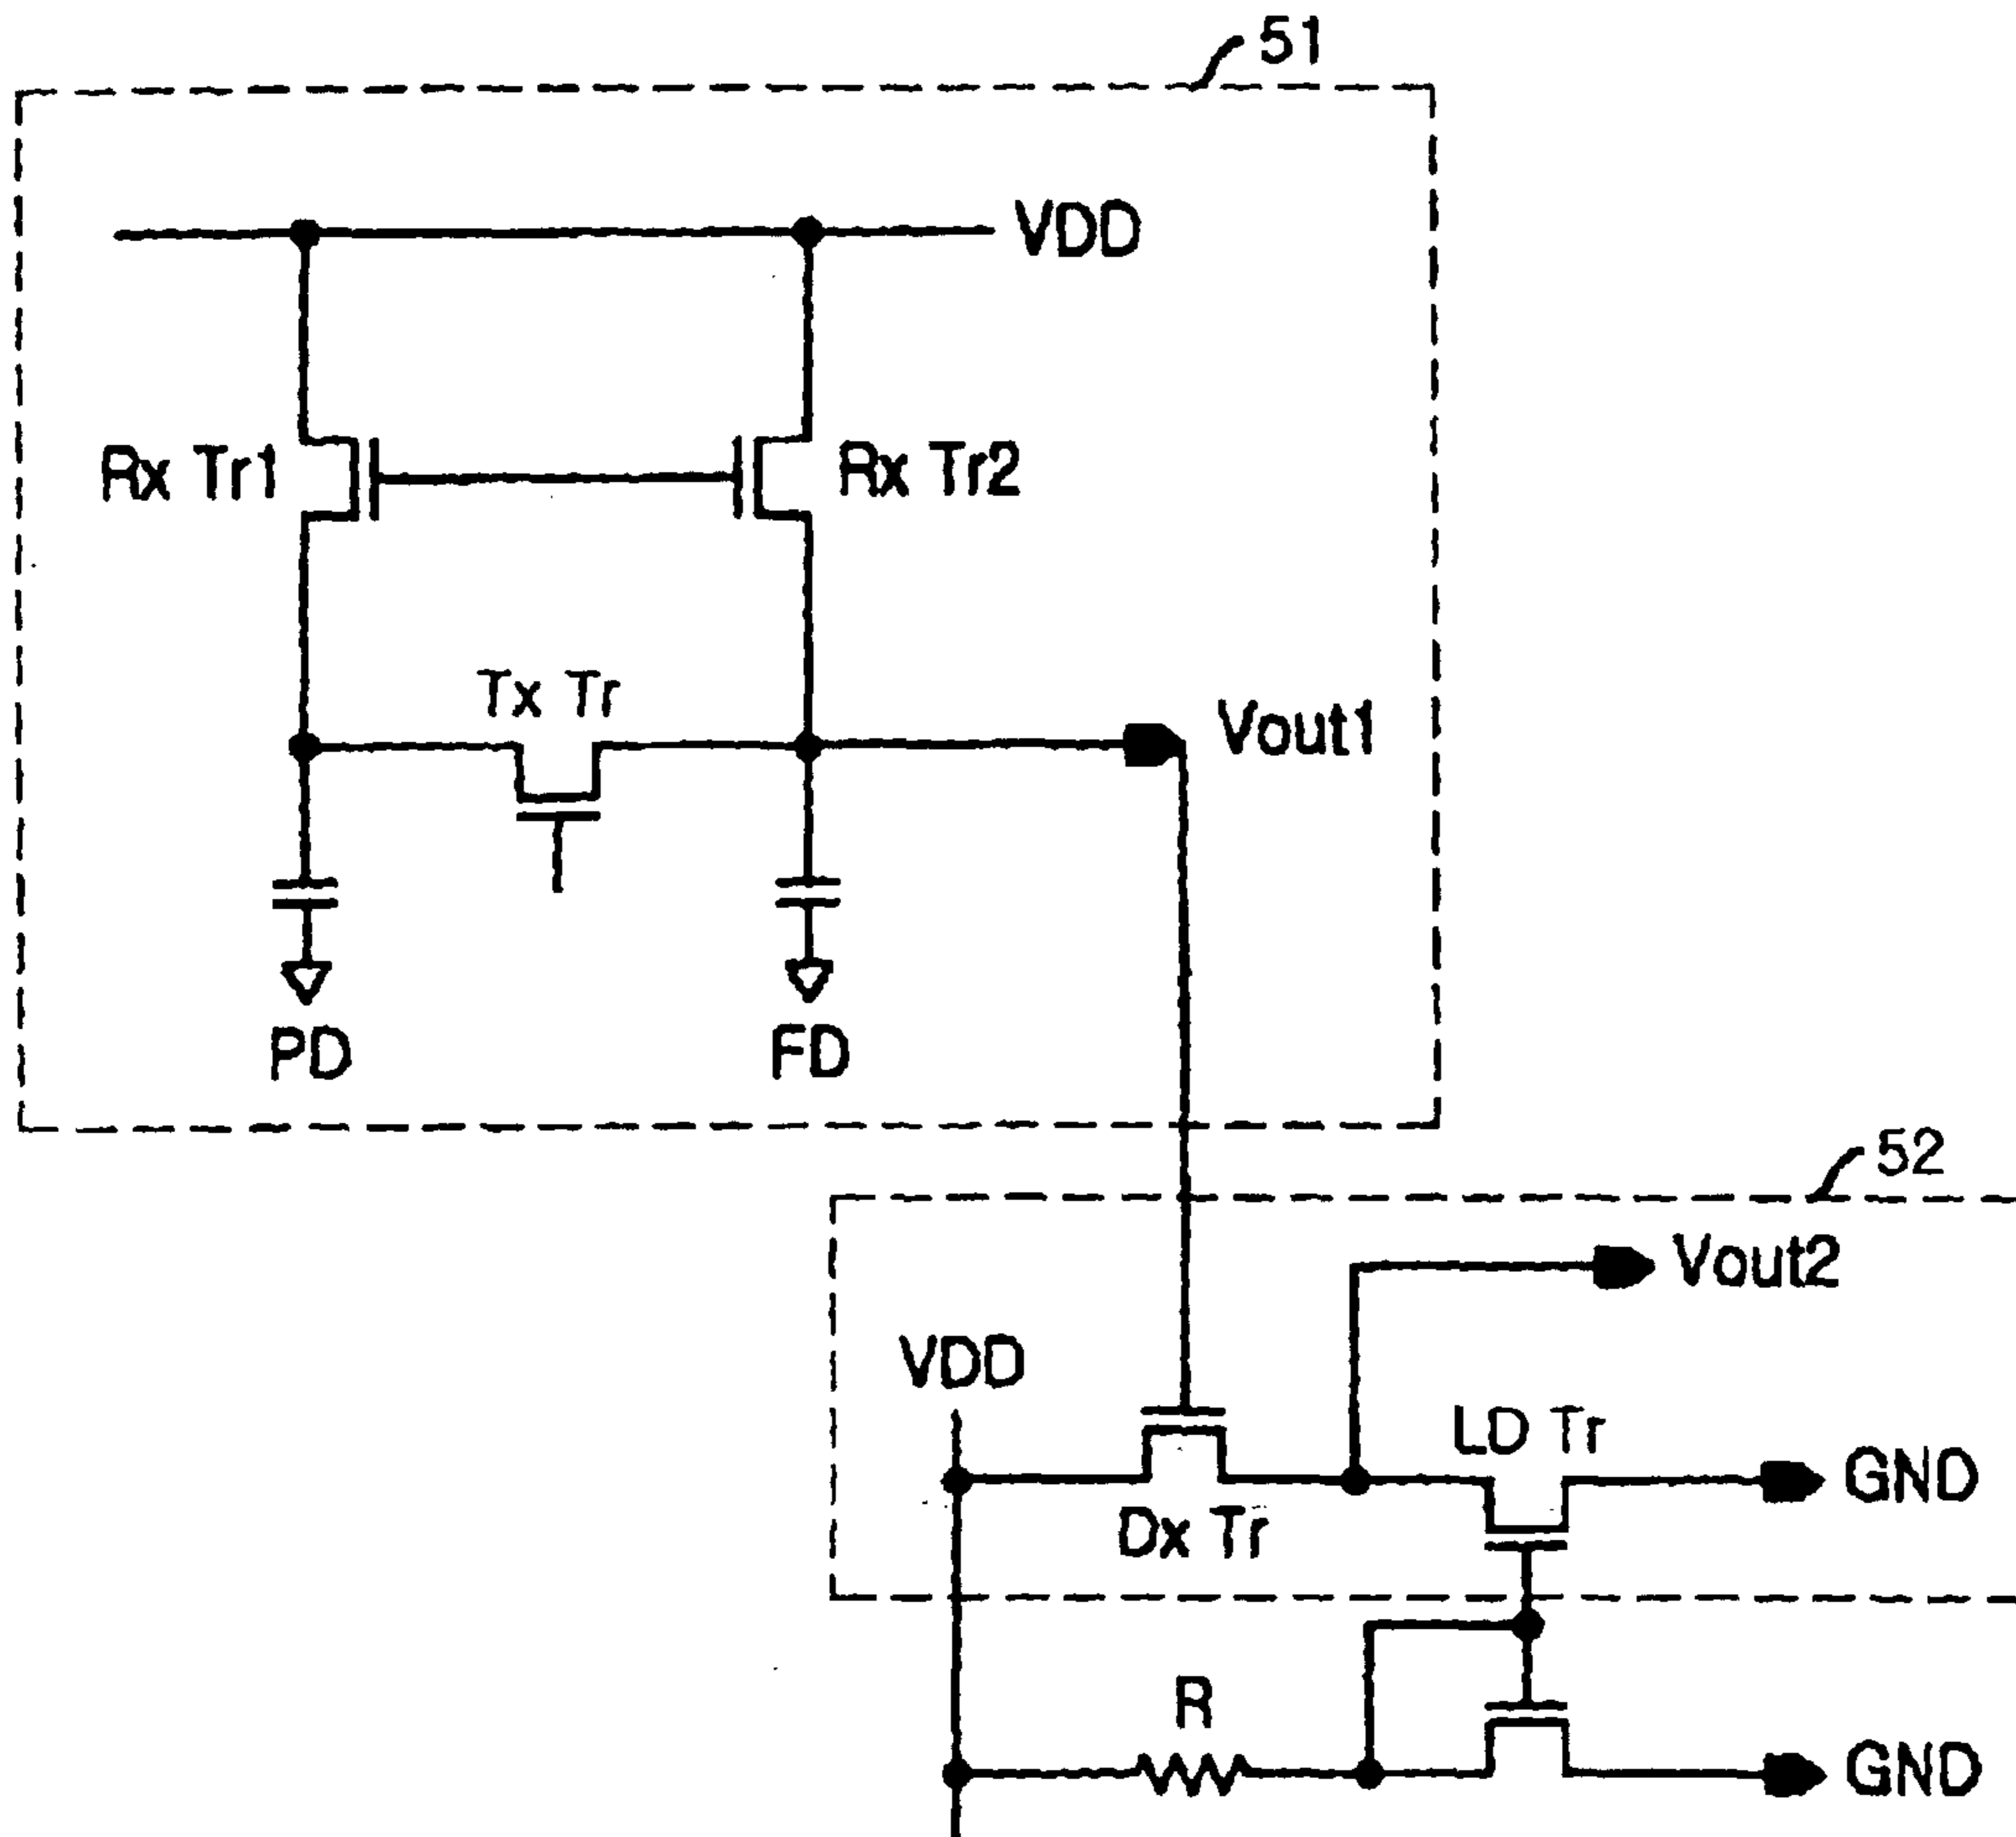 51
VDD
Rx Tr1
Rx Tr2
Tx Tr
Vout1
PD
FD
52
Vout2
VDD
LD Tr
GND
Dx Tr
R
GND